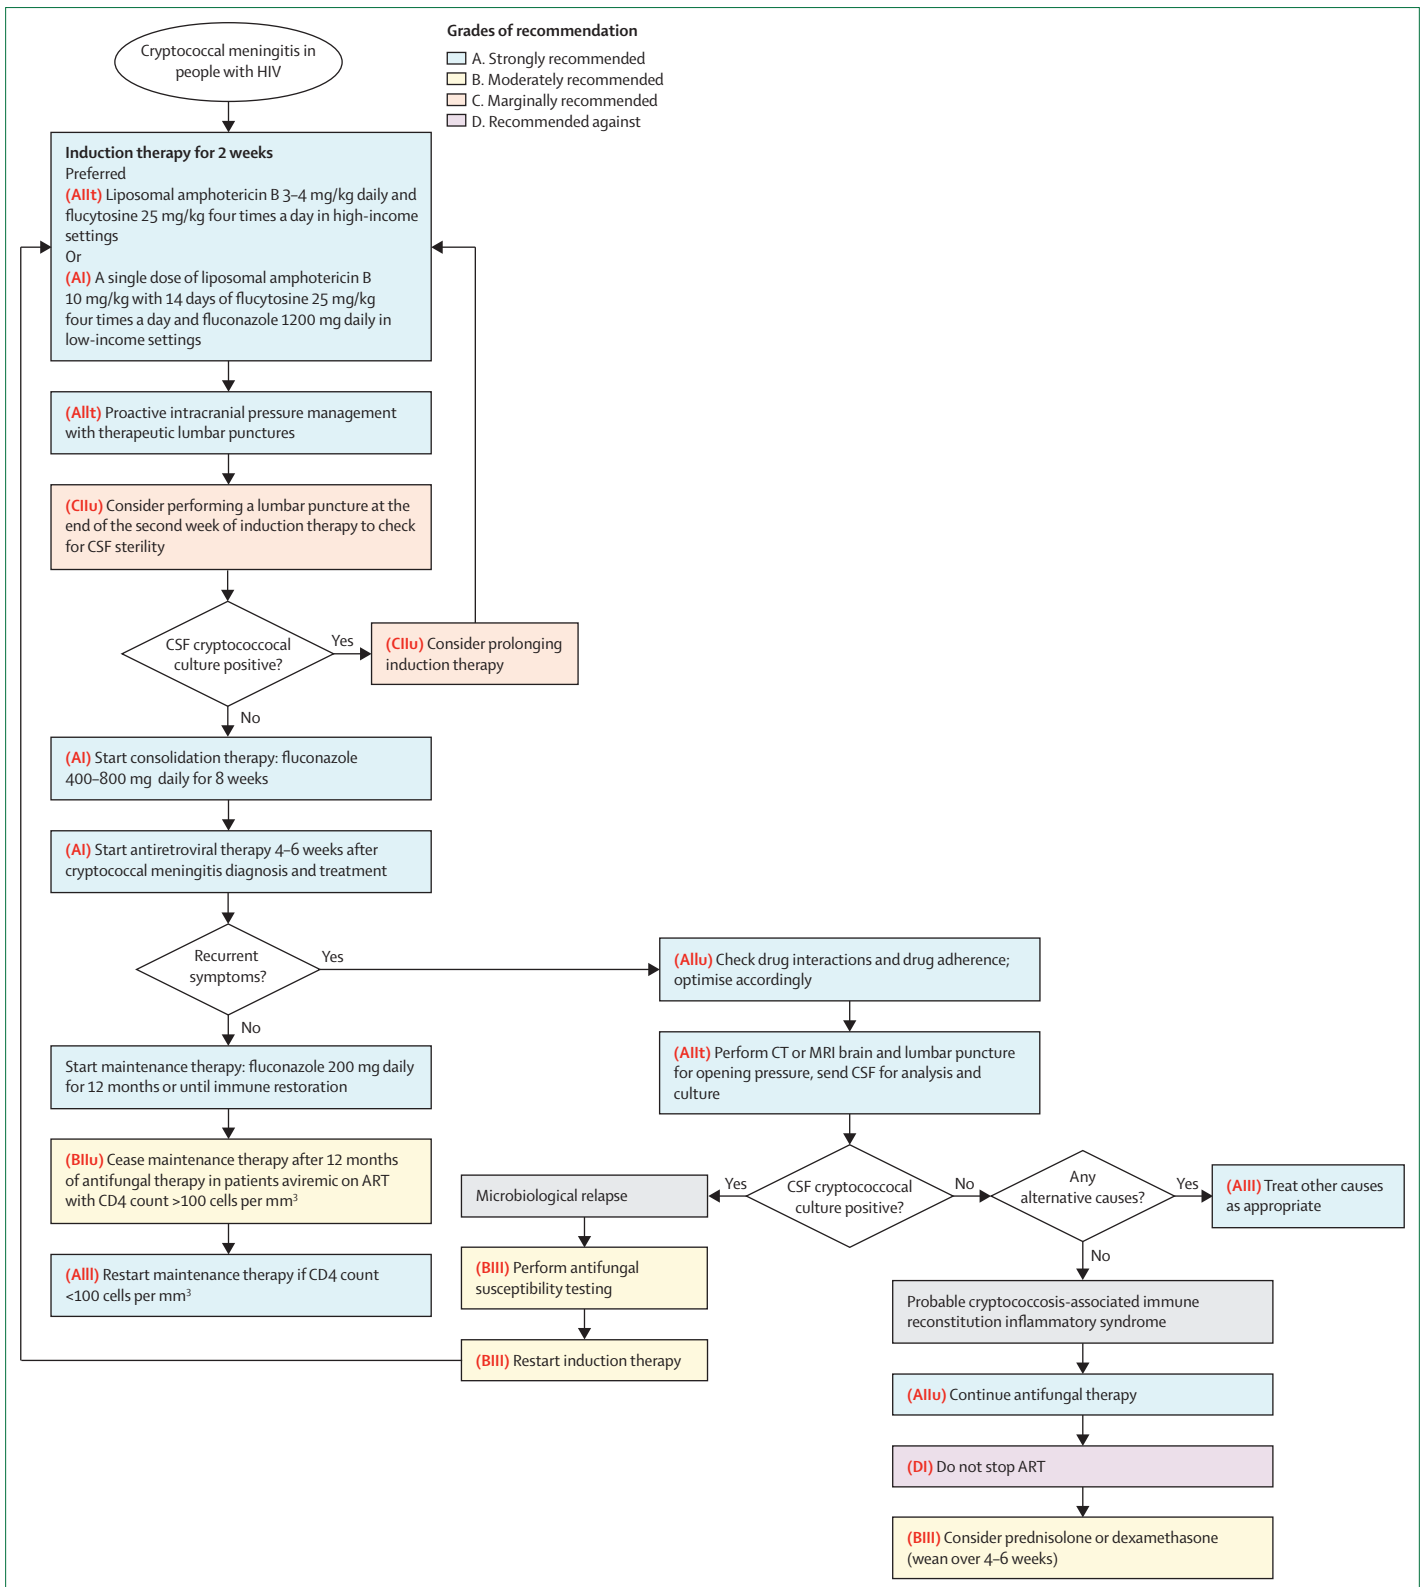 Cryptococcal meningitis in
people with HIV
Grades of recommendation
A. Strongly recommended
B. Moderately recommended
C. Marginally recommended
D. Recommended against
Induction therapy for 2 weeks
Preferred
(AIIt) Liposomal amphotericin B 3–4 mg/kg daily and
flucytosine 25 mg/kg four times a day in high-income
settings
Or
(AI) A single dose of liposomal amphotericin B
10 mg/kg with 14 days of flucytosine 25 mg/kg
four times a day and fluconazole 1200 mg daily in
low-income settings
(AIIt) Proactive intracranial pressure management
with therapeutic lumbar punctures
(CIIu) Consider performing a lumbar puncture at the
end of the second week of induction therapy to check
for CSF sterility
CSF cryptococcocal
culture positive?
Yes
(CIIu) Consider prolonging
induction therapy
No
(AI) Start consolidation therapy: fluconazole
400–800 mg daily for 8 weeks
(AI) Start antiretroviral therapy 4–6 weeks after
cryptococcal meningitis diagnosis and treatment
Recurrent
symptoms?
Yes
No
Start maintenance therapy: fluconazole 200 mg daily
for 12 months or until immune restoration
(BIIu) Cease maintenance therapy after 12 months
of antifungal therapy in patients aviremic on ART
with CD4 count >100 cells per mm³
(AIII) Restart maintenance therapy if CD4 count
<100 cells per mm³
(AIIu) Check drug interactions and drug adherence;
optimise accordingly
(AIIt) Perform CT or MRI brain and lumbar puncture
for opening pressure, send CSF for analysis and
culture
CSF cryptococcocal
culture positive?
Yes
Microbiological relapse
(BIII) Perform antifungal
susceptibility testing
(BIII) Restart induction therapy
No
Any
alternative causes?
Yes
(AIII) Treat other causes
as appropriate
No
Probable cryptococcosis-associated immune
reconstitution inflammatory syndrome
(AIIu) Continue antifungal therapy
(DI) Do not stop ART
(BIII) Consider prednisolone or dexamethasone
(wean over 4–6 weeks)